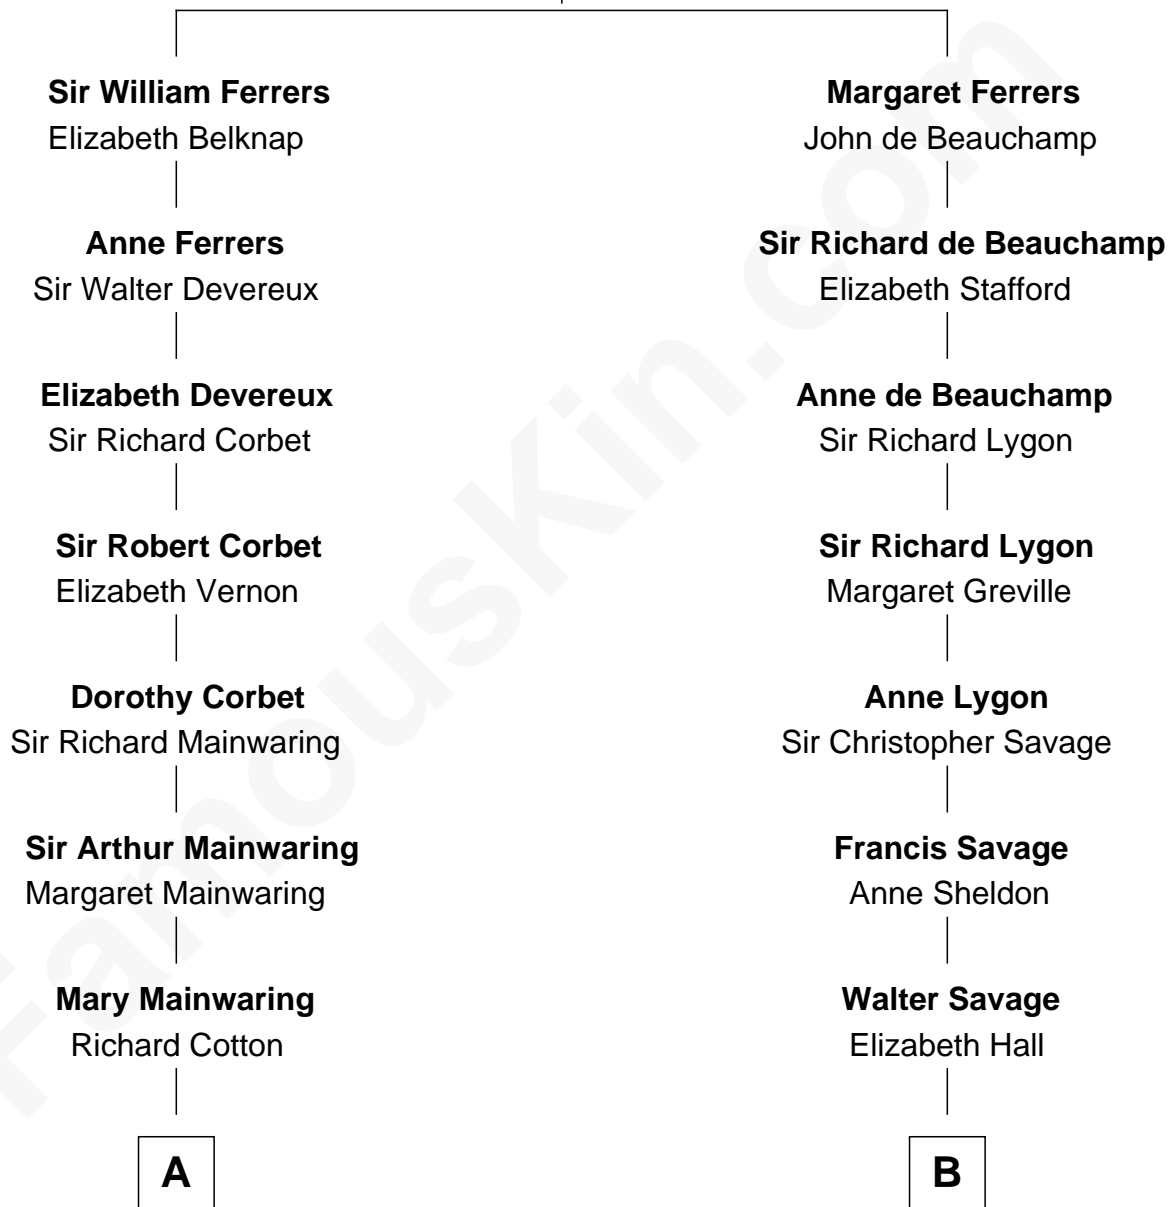 Sir William Ferrers
Elizabeth Belknap
Anne Ferrers
Sir Walter Devereux
Elizabeth Devereux
Sir Richard Corbet
Sir Robert Corbet
Elizabeth Vernon
Dorothy Corbet
Sir Richard Mainwaring
Sir Arthur Mainwaring
Margaret Mainwaring
Mary Mainwaring
Richard Cotton
A
Margaret Ferrers
John de Beauchamp
Sir Richard de Beauchamp
Elizabeth Stafford
Anne de Beauchamp
Sir Richard Lygon
Sir Richard Lygon
Margaret Greville
Anne Lygon
Sir Christopher Savage
Francis Savage
Anne Sheldon
Walter Savage
Elizabeth Hall
B
FamousKin.com